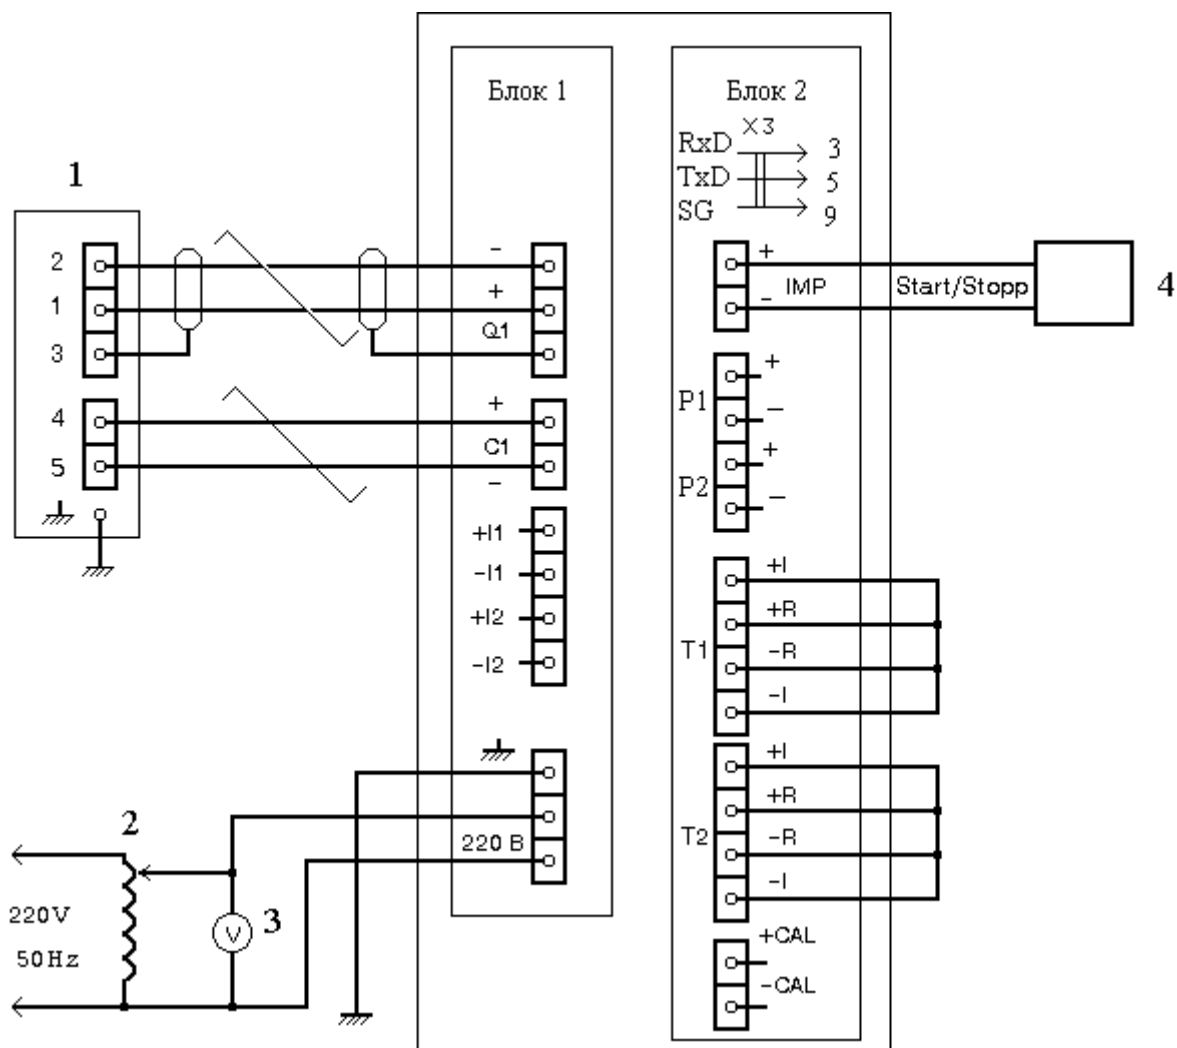 Блок 1
Блок 2
X3
RxD
3
TxD
5
SG
9
1
2
1
3
4
5
-
+
Q1
+
C1
-
+I1
-I1
+I2
-I2
220 В
+
-
IMP
Start/Stopp
4
P1
+
-
P2
+
-
T1
+I
+R
-R
-I
T2
+I
+R
-R
-I
+CAL
-CAL
2
3
V
220V
50Hz